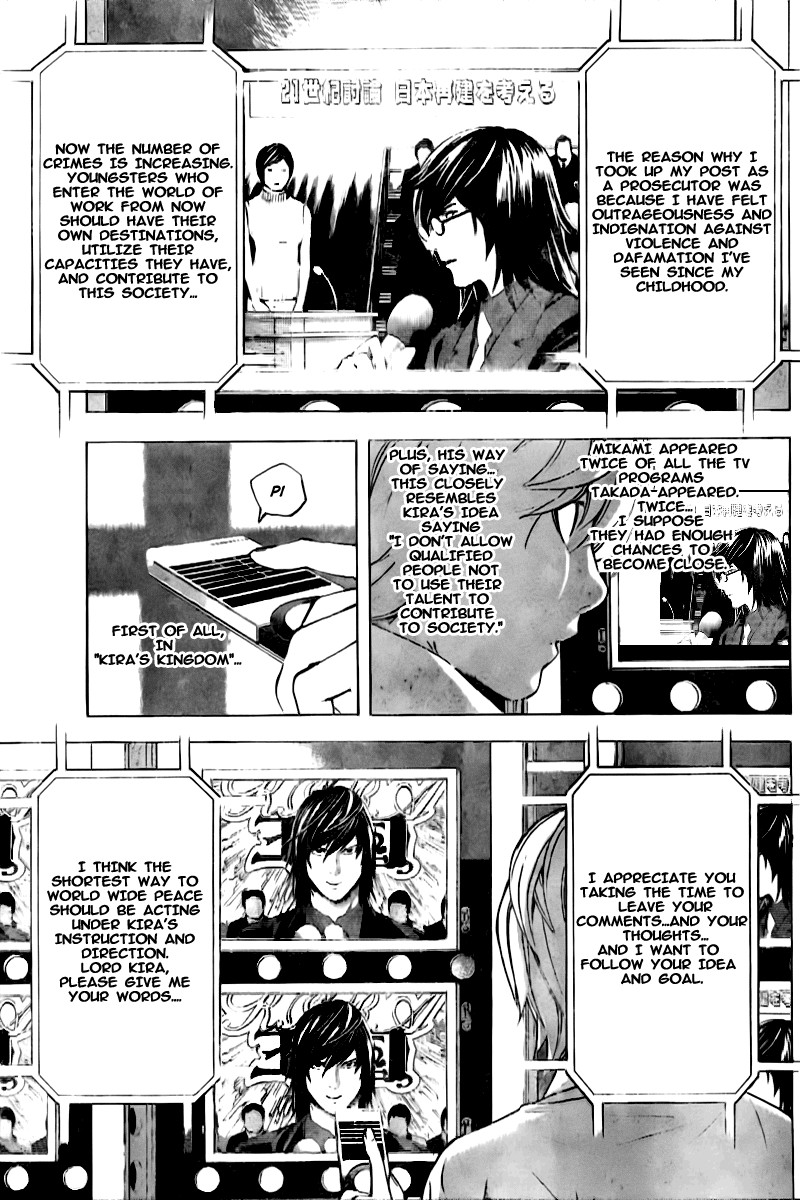 21世紀討論 日本再建を考える
THE REASON WHY I
TOOK UP MY POST AS
A PROSECUTOR WAS
BECAUSE I HAVE FELT
OUTRAGEOUSNESS AND
INDIGNATION AGAINST
VIOLENCE AND
DAFAMATION I'VE
SEEN SINCE MY
CHILDHOOD.
NOW THE NUMBER OF
CRIMES IS INCREASING.
YOUNGSTERS WHO
ENTER THE WORLD OF
WORK FROM NOW
SHOULD HAVE THEIR
OWN DESTINATIONS,
UTILIZE THEIR
CAPACITIES THEY HAVE,
AND CONTRIBUTE TO
THIS SOCIETY...
MIKAMI APPEARED
TWICE OF ALL THE TV
PROGRAMS
TAKADA APPEARED.
TWICE...
I SUPPOSE
THEY HAD ENOUGH
CHANCES TO
BECOME CLOSE.
日本再建を考える
PLUS, HIS WAY
OF SAYING...
THIS CLOSELY
RESEMBLES
KIRA'S IDEA
SAYING
"I DON'T ALLOW
QUALIFIED
PEOPLE NOT
TO USE THEIR
TALENT TO
CONTRIBUTE
TO SOCIETY."
PI
FIRST OF ALL,
IN
"KIRA'S KINGDOM"...
I APPRECIATE YOU
TAKING THE TIME TO
LEAVE YOUR
COMMENTS...AND YOUR
THOUGHTS...
AND I WANT TO
FOLLOW YOUR IDEA
AND GOAL.
I THINK THE
SHORTEST WAY TO
WORLD WIDE PEACE
SHOULD BE ACTING
UNDER KIRA'S
INSTRUCTION AND
DIRECTION.
LORD KIRA,
PLEASE GIVE ME
YOUR WORDS....